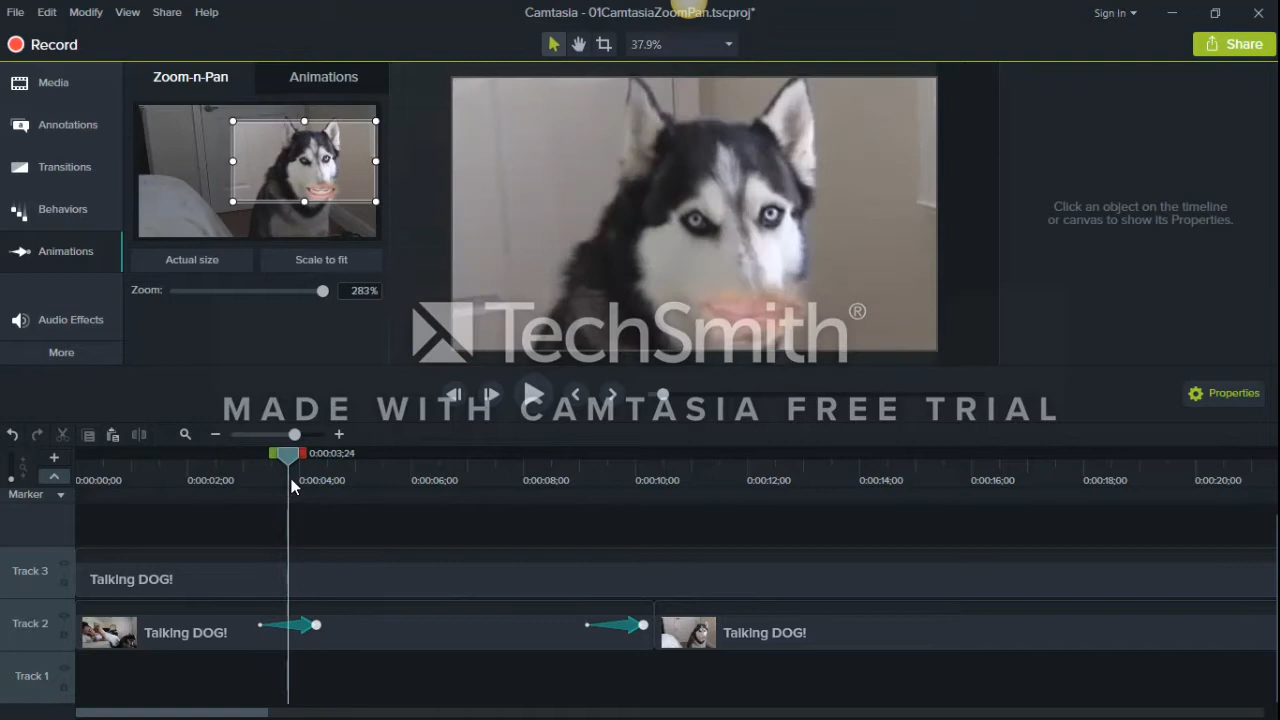 File Edit Modify View Share Help
Camtasia - 01CamtasiaZoomPan.tscproj*
Sign In
Record
37.9%
Share
Media
Annotations
Transitions
Behaviors
Animations
Audio Effects
More
Zoom-n-Pan Animations
Actual size Scale to fit
Zoom: 283%
Click an object on the timeline
or canvas to show its Properties.
TechSmith®
MADE WITH CAMTASIA FREE TRIAL
Properties
0:00:03;24
0:00:00;00 0:00:02;00 0:00:04;00 0:00:06;00 0:00:08;00 0:00:10;00 0:00:12;00 0:00:14;00 0:00:16;00 0:00:18;00 0:00:20;00
Marker
Track 3
Talking DOG!
Track 2
Talking DOG!
Talking DOG!
Track 1